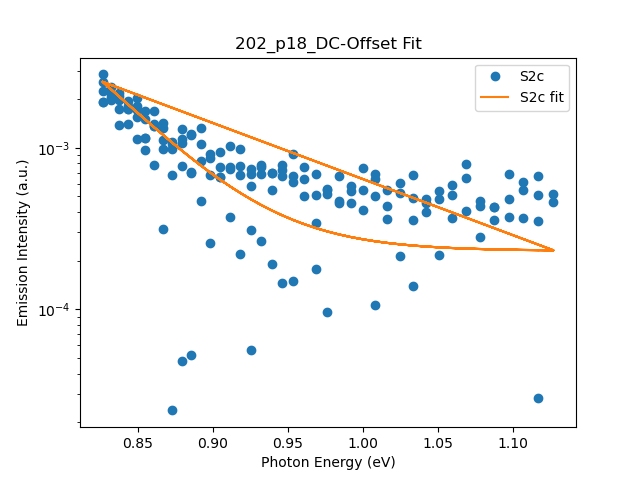 202_p18_DC-Offset Fit
S2c
S2c fit
10⁻³
10⁻⁴
Emission Intensity (a.u.)
0.85 0.90 0.95 1.00 1.05 1.10
Photon Energy (eV)